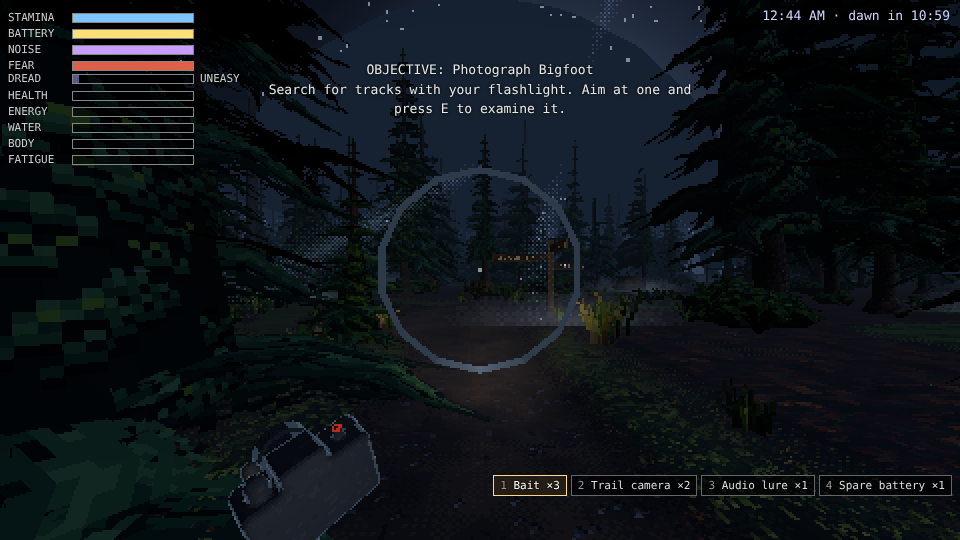 STAMINA
BATTERY
NOISE
FEAR
DREAD UNEASY
HEALTH
ENERGY
WATER
BODY
FATIGUE
12:44 AM · dawn in 10:59
OBJECTIVE: Photograph Bigfoot
Search for tracks with your flashlight. Aim at one and
press E to examine it.
1 Bait ×3 2 Trail camera ×2 3 Audio lure ×1 4 Spare battery ×1